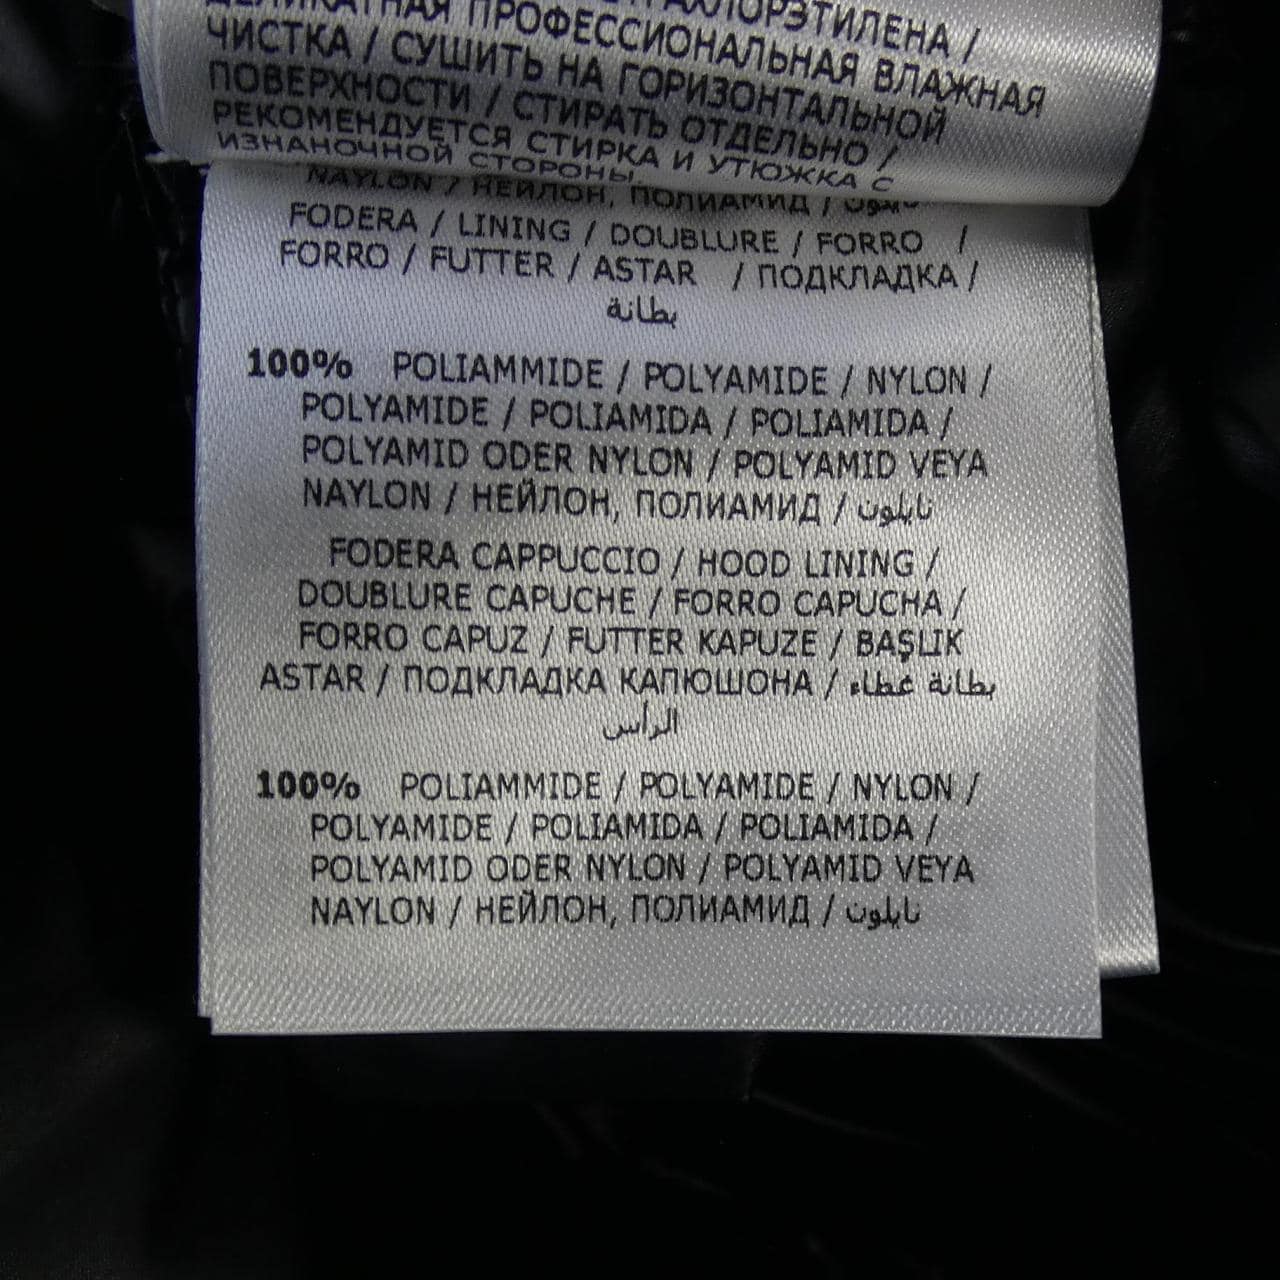 ПРОФЕССИОНАЛЬНАЯ ВЛАЖНАЯ
ЧИСТКА / СУШИТЬ НА ГОРИЗОНТАЛЬНОЙ
ПОВЕРХНОСТИ / СТИРАТЬ ОТДЕЛЬНО /
РЕКОМЕНДУЕТСЯ СТИРКА И УТЮЖКА С
ИЗНАНОЧНОЙ СТОРОНЫ.
NAYLON / НЕЙЛОН, ПОЛИАМИД / نايلون
FODERA / LINING / DOUBLURE / FORRO /
FORRO / FUTTER / ASTAR / ПОДКЛАДКА /
بطانة
100% POLIAMMIDE / POLYAMIDE / NYLON /
POLYAMIDE / POLIAMIDA / POLIAMIDA /
POLYAMID ODER NYLON / POLYAMID VEYA
NAYLON / НЕЙЛОН, ПОЛИАМИД / نايلون
FODERA CAPPUCCIO / HOOD LINING /
DOUBLURE CAPUCHE / FORRO CAPUCHA /
FORRO CAPUZ / FUTTER KAPUZE / BAŞLIK
ASTAR / ПОДКЛАДКА КАПЮШОНА / بطانة غطاء
الرأس
100% POLIAMMIDE / POLYAMIDE / NYLON /
POLYAMIDE / POLIAMIDA / POLIAMIDA /
POLYAMID ODER NYLON / POLYAMID VEYA
NAYLON / НЕЙЛОН, ПОЛИАМИД / نايلون